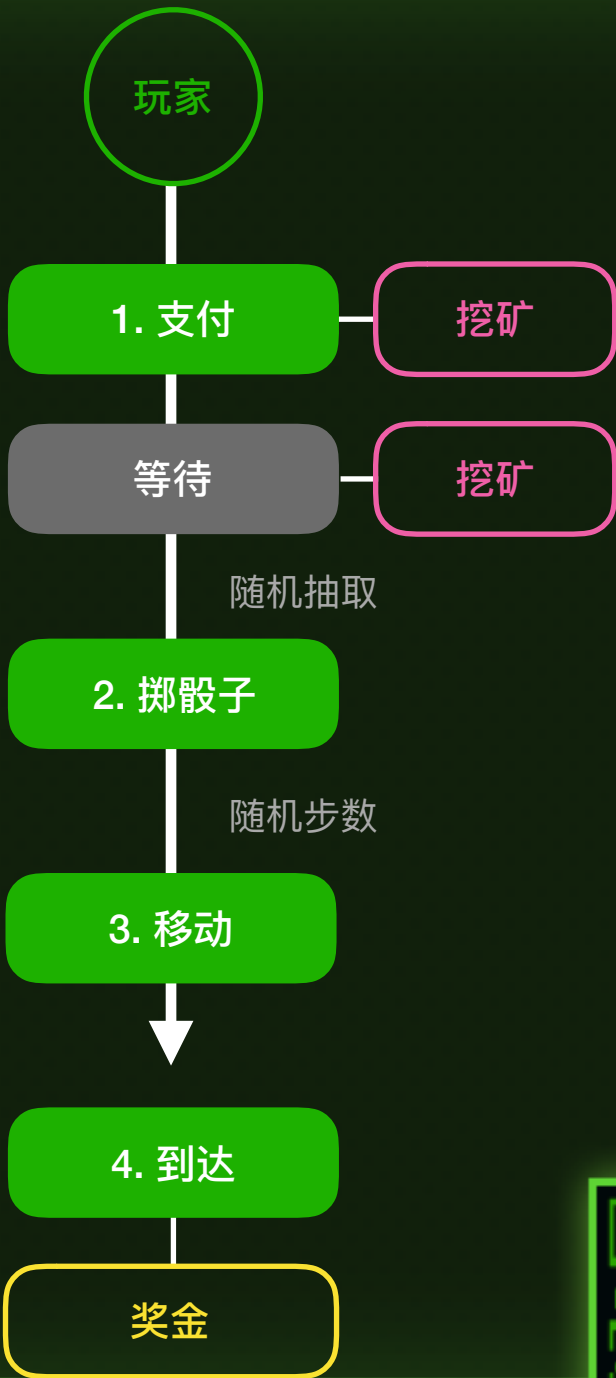 玩家
1. 支付
挖矿
等待
挖矿
随机抽取
2. 掷骰子
随机步数
3. 移动
4. 到达
奖金